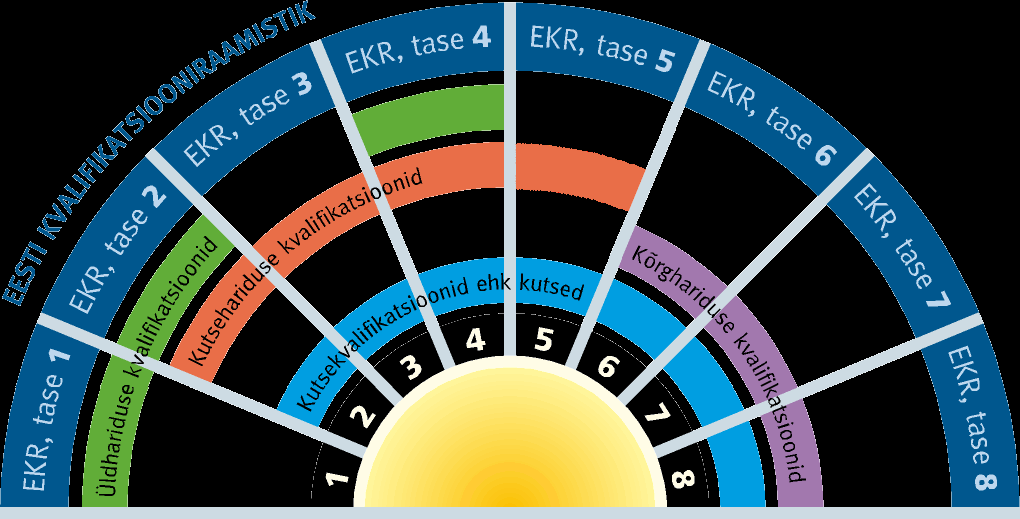 EESTI KVALIFIKATSIOONIRAAMISTIK
EKR, tase 1
EKR, tase 2
EKR, tase 3
EKR, tase 4
EKR, tase 5
EKR, tase 6
EKR, tase 7
EKR, tase 8
Üldhariduse kvalifikatsioonid
Kutsehariduse kvalifikatsioonid
Kutsekvalifikatsioonid ehk kutsed
Kõrghariduse kvalifikatsioonid
1
2
3
4
5
6
7
8